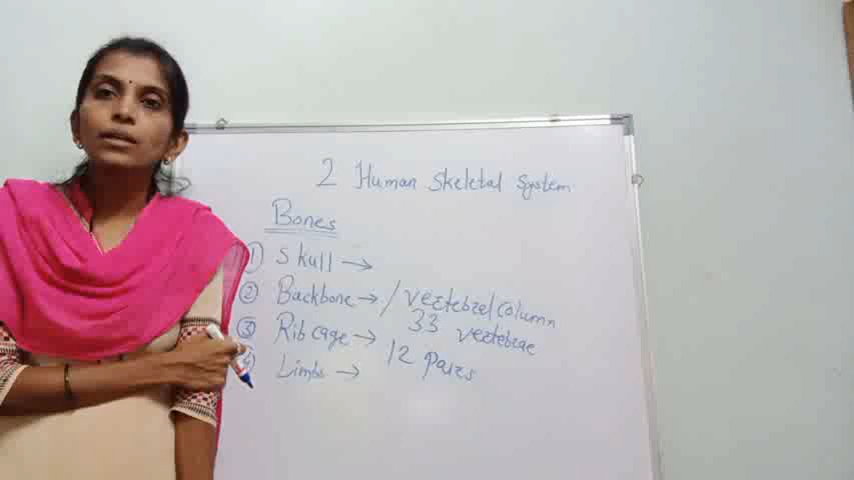 2 Human Skeletal System
Bones
① Skull →
② Backbone → / Vertebral column
33 vertebrae
③ Rib cage → 12 Pairs
④ Limbs →